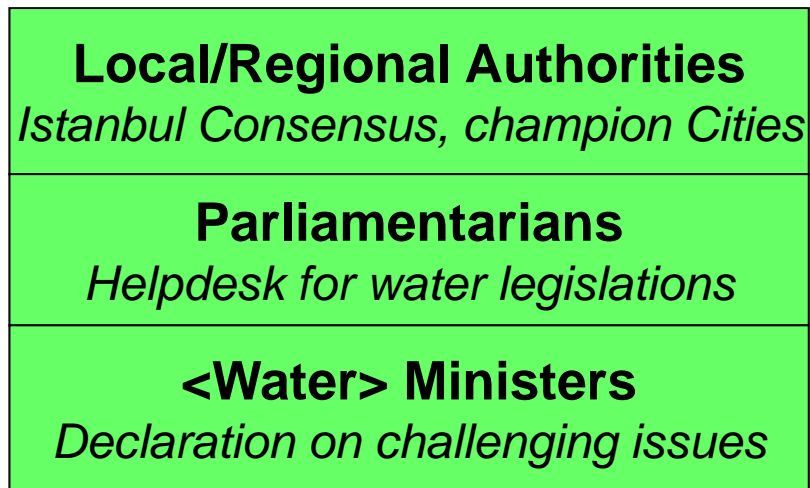 Local/Regional Authorities
Istanbul Consensus, champion Cities
Parliamentarians
Helpdesk for water legislations
<Water> Ministers
Declaration on challenging issues